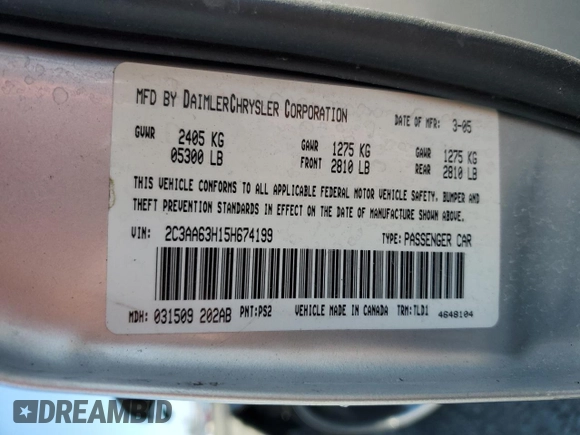 MFD BY DAIMLERCHRYSLER CORPORATION
DATE OF MFR: 3-05
GVWR 2405 KG
05300 LB
GAWR 1275 KG
FRONT 2810 LB
GAWR 1275 KG
REAR 2810 LB
THIS VEHICLE CONFORMS TO ALL APPLICABLE FEDERAL MOTOR VEHICLE SAFETY, BUMPER AND
THEFT PREVENTION STANDARDS IN EFFECT ON THE DATE OF MANUFACTURE SHOWN ABOVE.
VIN: 2C3AA63H15H674199 TYPE: PASSENGER CAR
MDH: 031509 202AB PNT:PS2 VEHICLE MADE IN CANADA TRM:TLD1 4648104
DREAMBID